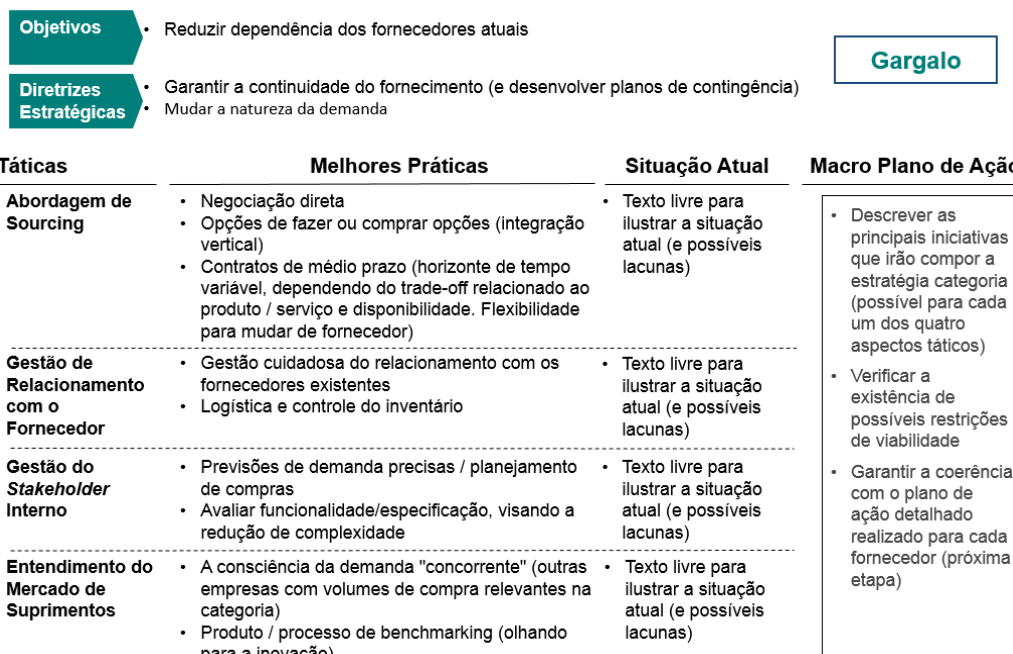 Objetivos
• Reduzir dependência dos fornecedores atuais
Gargalo
Diretrizes
Estratégicas
• Garantir a continuidade do fornecimento (e desenvolver planos de contingência)
• Mudar a natureza da demanda
Táticas
Melhores Práticas
Situação Atual
Macro Plano de Ação
Abordagem de
Sourcing
• Negociação direta
• Opções de fazer ou comprar opções (integração
vertical)
• Contratos de médio prazo (horizonte de tempo
variável, dependendo do trade-off relacionado ao
produto / serviço e disponibilidade. Flexibilidade
para mudar de fornecedor)
• Texto livre para
ilustrar a situação
atual (e possíveis
lacunas)
Gestão de
Relacionamento
com o
Fornecedor
• Gestão cuidadosa do relacionamento com os
fornecedores existentes
• Logística e controle do inventário
• Texto livre para
ilustrar a situação
atual (e possíveis
lacunas)
Gestão do
Stakeholder
Interno
• Previsões de demanda precisas / planejamento
de compras
• Avaliar funcionalidade/especificação, visando a
redução de complexidade
• Texto livre para
ilustrar a situação
atual (e possíveis
lacunas)
Entendimento do
Mercado de
Suprimentos
• A consciência da demanda "concorrente" (outras
empresas com volumes de compra relevantes na
categoria)
• Produto / processo de benchmarking (olhando
para a inovação)
• Texto livre para
ilustrar a situação
atual (e possíveis
lacunas)
• Descrever as
principais iniciativas
que irão compor a
estratégia categoria
(possível para cada
um dos quatro
aspectos táticos)
• Verificar a
existência de
possíveis restrições
de viabilidade
• Garantir a coerência
com o plano de
ação detalhado
realizado para cada
fornecedor (próxima
etapa)